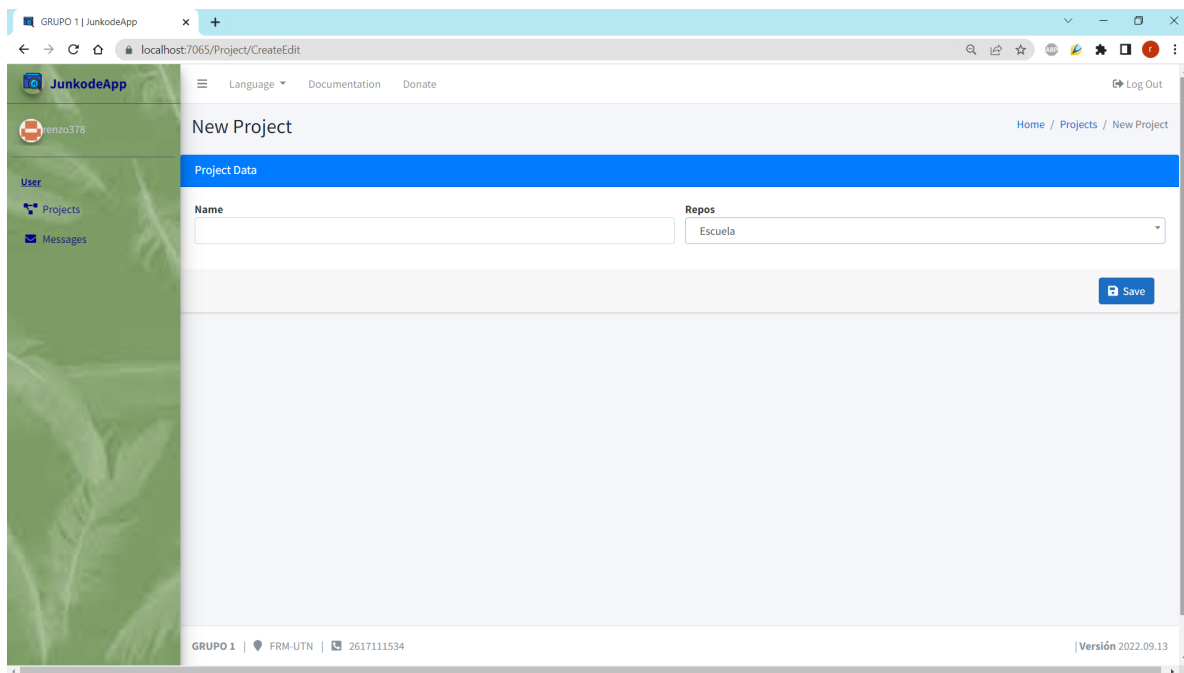 GRUPO 1 | JunkodeApp
localhost:7065/Project/CreateEdit
ABP
r
JunkodeApp
Language
Documentation
Donate
Log Out
renzo378
New Project
Home / Projects / New Project
Project Data
User
Projects
Messages
Name
Repos
Escuela
Save
GRUPO 1 | FRM-UTN | 2617111534
| Versión 2022.09.13